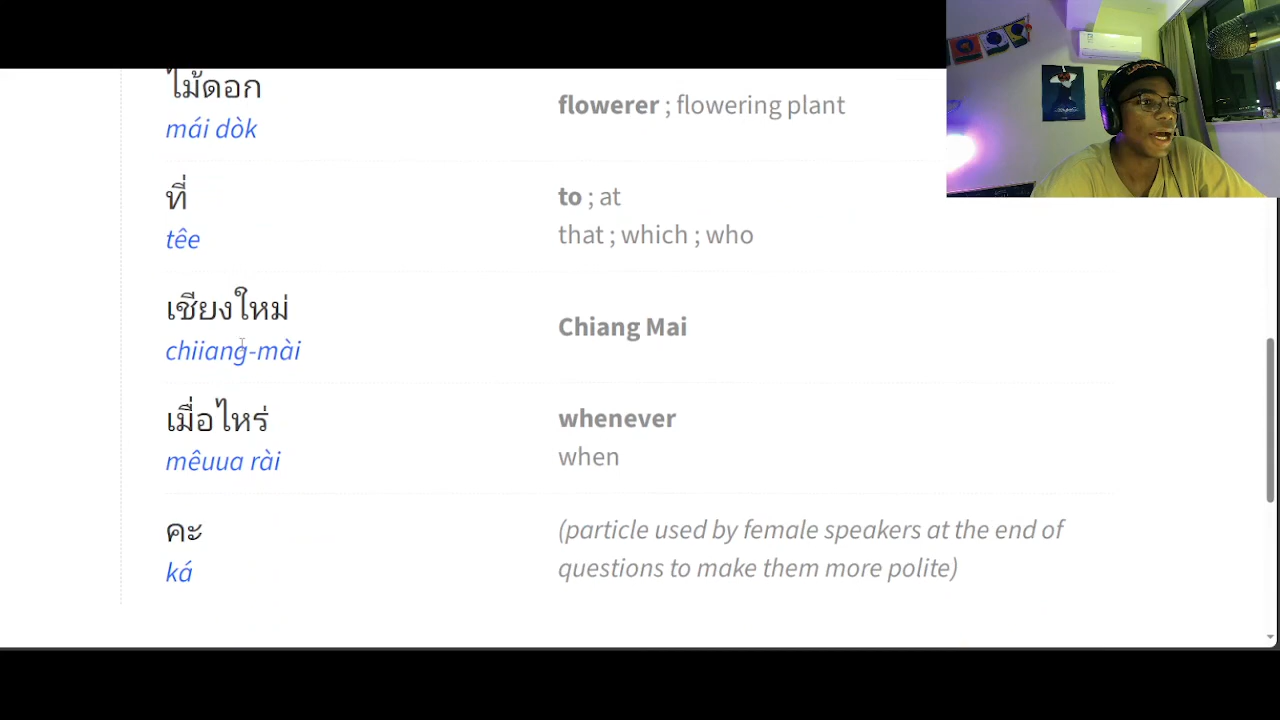 ไม้ดอก
mái dòk
flowerer ; flowering plant
ที่
têe
to ; at
that ; which ; who
เชียงใหม่
chiiang-mài
Chiang Mai
เมื่อไหร่
mêuua rài
whenever
when
คะ
ká
(particle used by female speakers at the end of
questions to make them more polite)